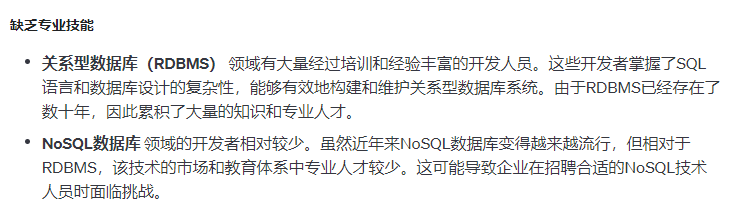 缺乏专业技能
• 关系型数据库（RDBMS） 领域有大量经过培训和经验丰富的开发人员。这些开发者掌握了SQL
语言和数据库设计的复杂性，能够有效地构建和维护关系型数据库系统。由于RDBMS已经存在了
数十年，因此累积了大量的知识和专业人才。
• NoSQL数据库 领域的开发者相对较少。虽然近年来NoSQL数据库变得越来越流行，但相对于
RDBMS，该技术的市场和教育体系中专业人才较少。这可能导致企业在招聘合适的NoSQL技术
人员时面临挑战。